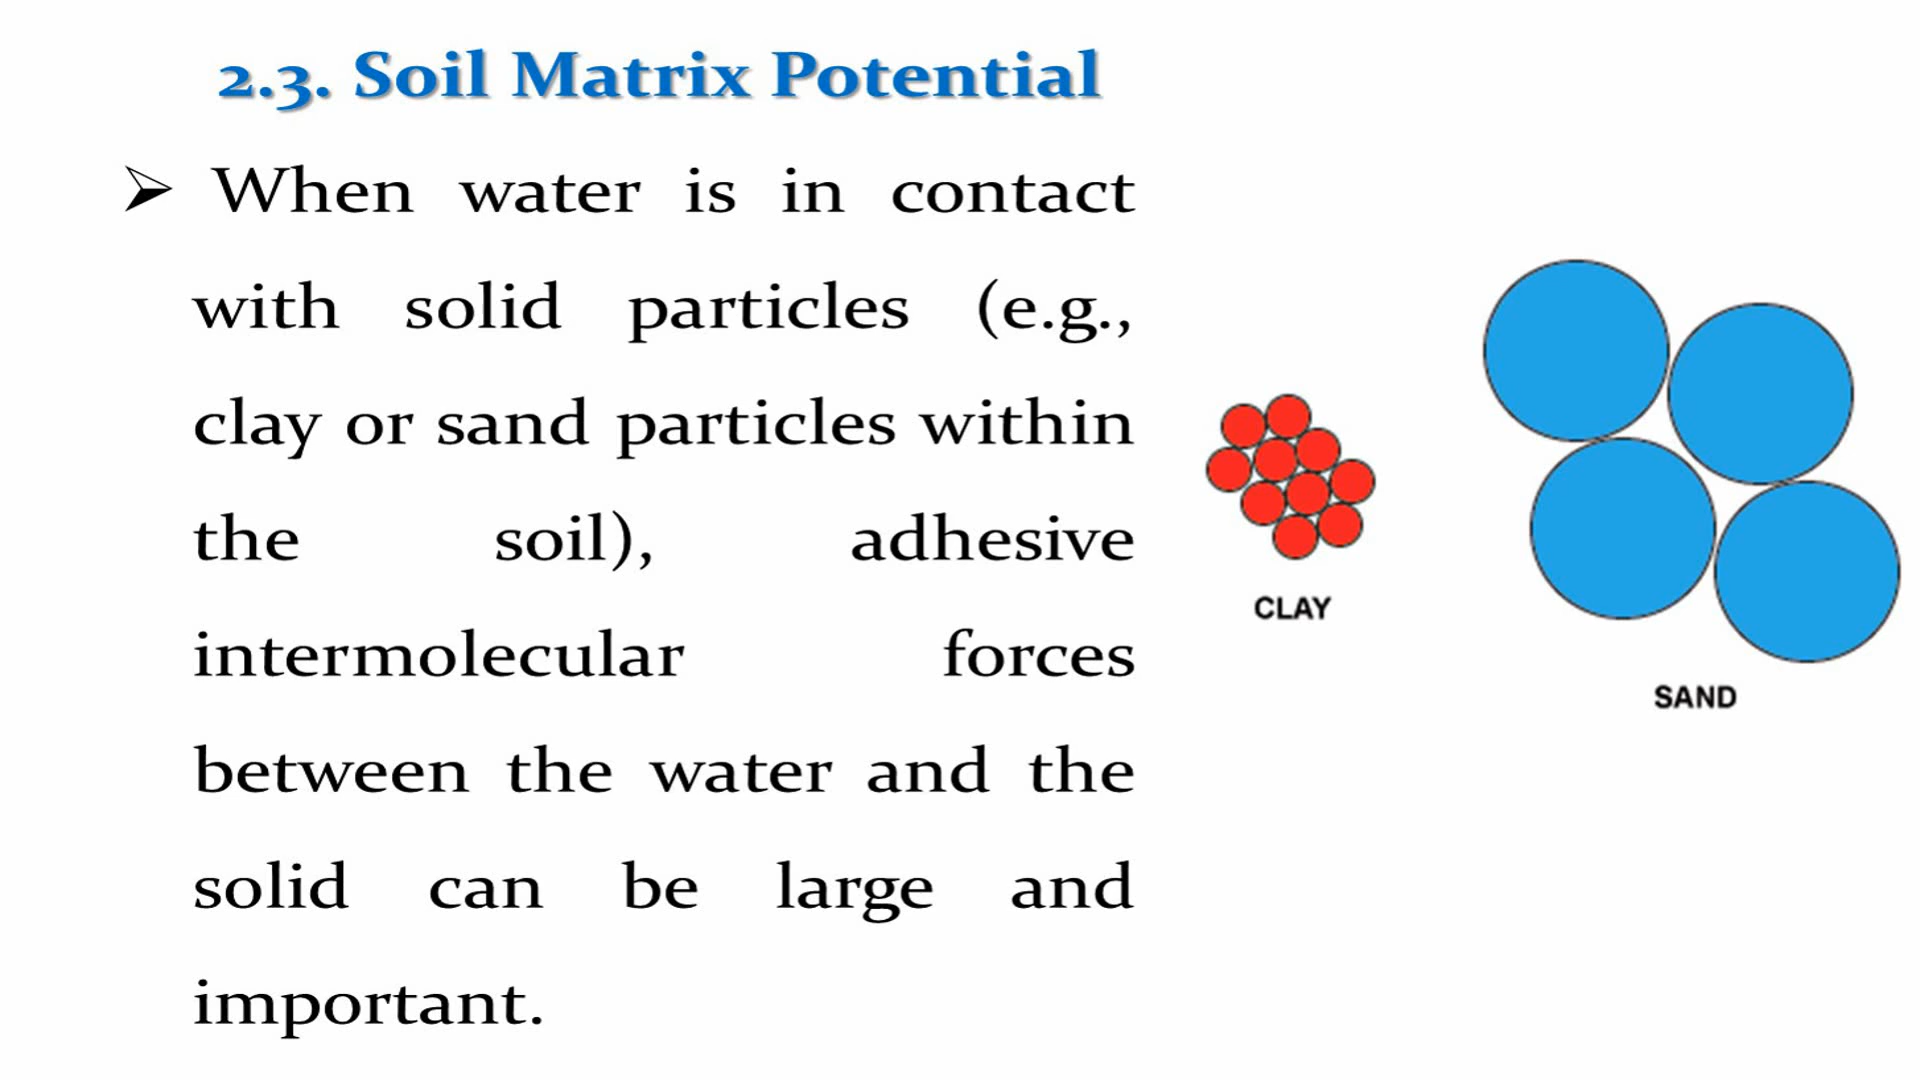 2.3. Soil Matrix Potential
➢ When water is in contact
with solid particles (e.g.,
clay or sand particles within
the soil), adhesive
intermolecular forces
between the water and the
solid can be large and
important.
CLAY
SAND